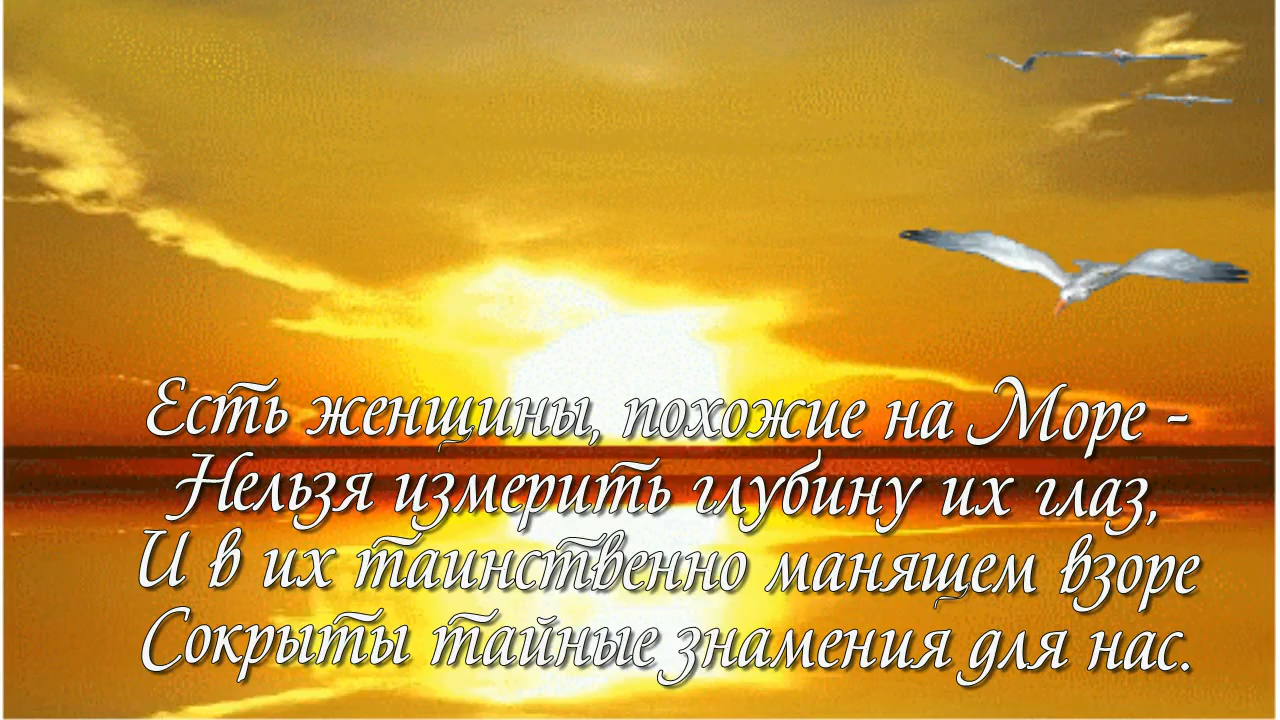 Есть женщины, похожие на Море -
Нельзя измерить глубину их глаз,
И в их таинственно манящем взоре
Сокрыты тайные знамения для нас.